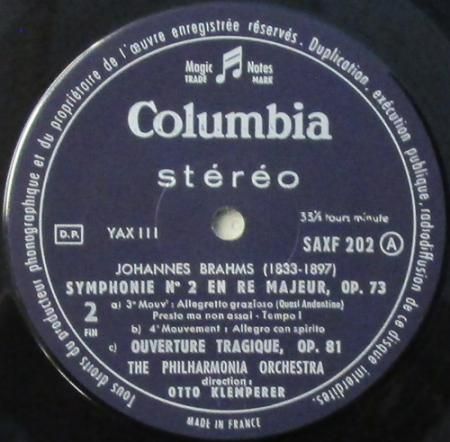 Tous droits du producteur phonographique et du propriétaire de l'œuvre enregistrée réservés. Duplication, exécution publique, radiodiffusion de ce disque interdites.
Magic Notes
TRADE MARK
Columbia
stéréo
33⅓ tours minute
D.P. YAX 111 SAXF 202 A
JOHANNES BRAHMS (1833-1897)
SYMPHONIE N° 2 EN RE MAJEUR, OP. 73
2 a) 3e Mouvt : Allegretto grazioso (Quasi Andantino)
Presto ma non assai - Tempo I
FIN b) 4e Mouvement : Allegro con spirito
c) OUVERTURE TRAGIQUE, OP. 81
THE PHILHARMONIA ORCHESTRA
direction :
OTTO KLEMPERER
MADE IN FRANCE